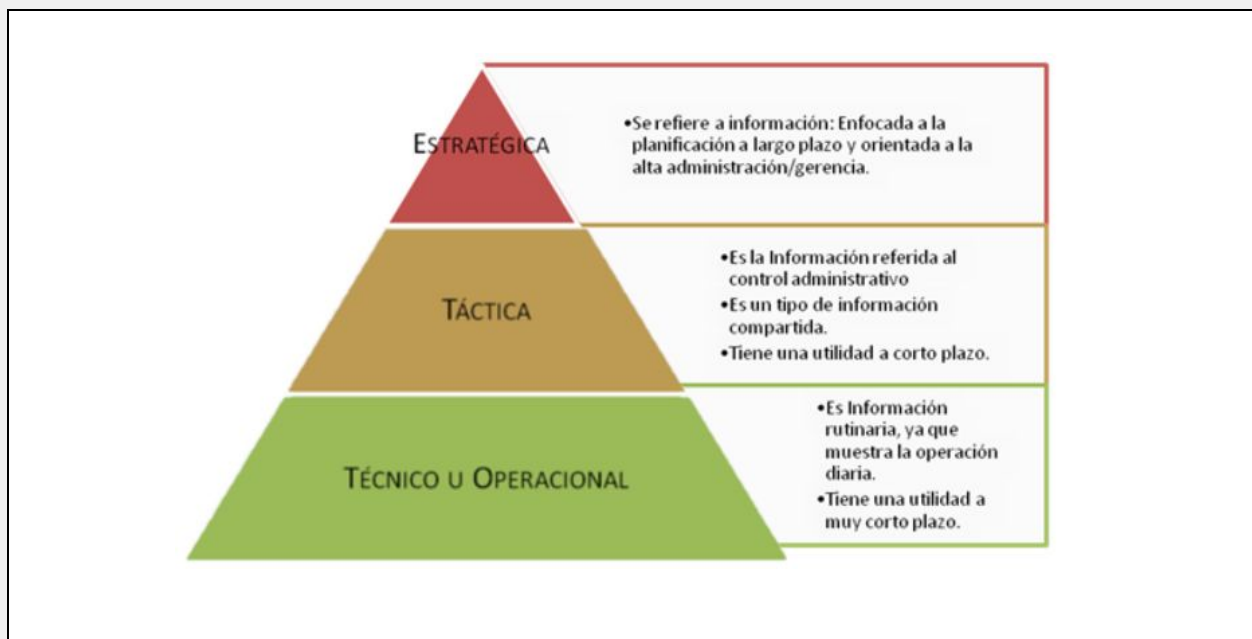 ESTRATÉGICA
•Se refiere a información: Enfocada a la
planificación a largo plazo y orientada a la
alta administración/gerencia.
TÁCTICA
•Es la Información referida al
control administrativo
•Es un tipo de información
compartida.
•Tiene una utilidad a corto plazo.
TÉCNICO U OPERACIONAL
•Es Información
rutinaria, ya que
muestra la operación
diaria.
•Tiene una utilidad a
muy corto plazo.